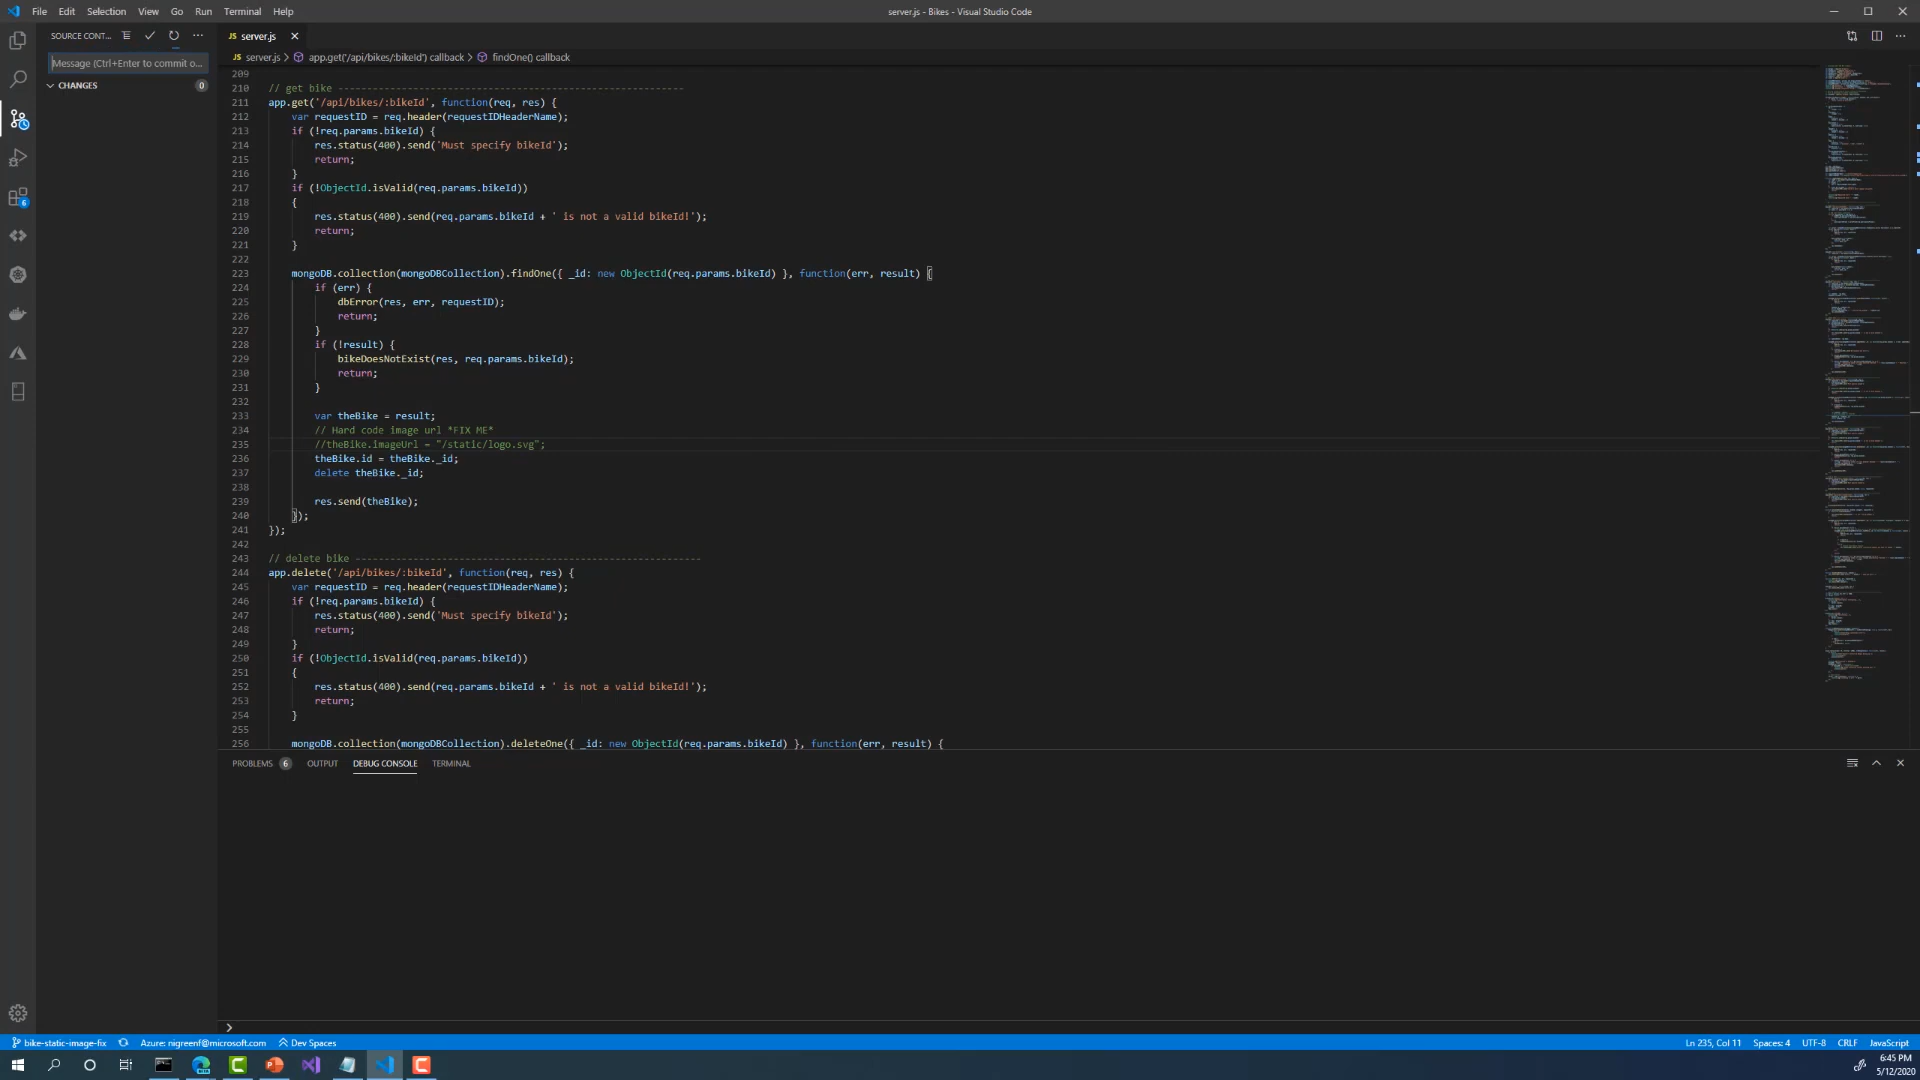 File Edit Selection View Go Run Terminal Help
server.js - Bikes - Visual Studio Code
SOURCE CONT...
Message (Ctrl+Enter to commit o...
CHANGES 0
6
JS server.js
JS server.js > app.get('/api/bikes/:bikeId') callback > findOne() callback
209
210 // get bike ------------------------------------------------------------
211 app.get('/api/bikes/:bikeId', function(req, res) {
212 var requestID = req.header(requestIDHeaderName);
213 if (!req.params.bikeId) {
214 res.status(400).send('Must specify bikeId');
215 return;
216 }
217 if (!ObjectId.isValid(req.params.bikeId))
218 {
219 res.status(400).send(req.params.bikeId + ' is not a valid bikeId!');
220 return;
221 }
222
223 mongoDB.collection(mongoDBCollection).findOne({ _id: new ObjectId(req.params.bikeId) }, function(err, result) {
224 if (err) {
225 dbError(res, err, requestID);
226 return;
227 }
228 if (!result) {
229 bikeDoesNotExist(res, req.params.bikeId);
230 return;
231 }
232
233 var theBike = result;
234 // Hard code image url *FIX ME*
235 //theBike.imageUrl = "/static/logo.svg";
236 theBike.id = theBike._id;
237 delete theBike._id;
238
239 res.send(theBike);
240 });
241 });
242
243 // delete bike ------------------------------------------------------------
244 app.delete('/api/bikes/:bikeId', function(req, res) {
245 var requestID = req.header(requestIDHeaderName);
246 if (!req.params.bikeId) {
247 res.status(400).send('Must specify bikeId');
248 return;
249 }
250 if (!ObjectId.isValid(req.params.bikeId))
251 {
252 res.status(400).send(req.params.bikeId + ' is not a valid bikeId!');
253 return;
254 }
255
256 mongoDB.collection(mongoDBCollection).deleteOne({ _id: new ObjectId(req.params.bikeId) }, function(err, result) {
PROBLEMS 6 OUTPUT DEBUG CONSOLE TERMINAL
bike-static-image-fix Azure: nigreenf@microsoft.com Dev Spaces
Ln 235, Col 11 Spaces: 4 UTF-8 CRLF JavaScript
6:45 PM
5/12/2020